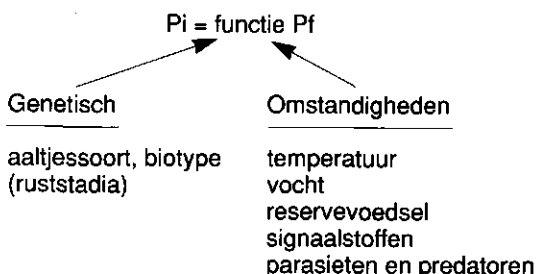 Pi = functie Pf
Genetisch
aaltjessoort, biotype
(ruststadia)
Omstandigheden
temperatuur
vocht
reservevoedsel
signaalstoffen
parasieten en predatoren